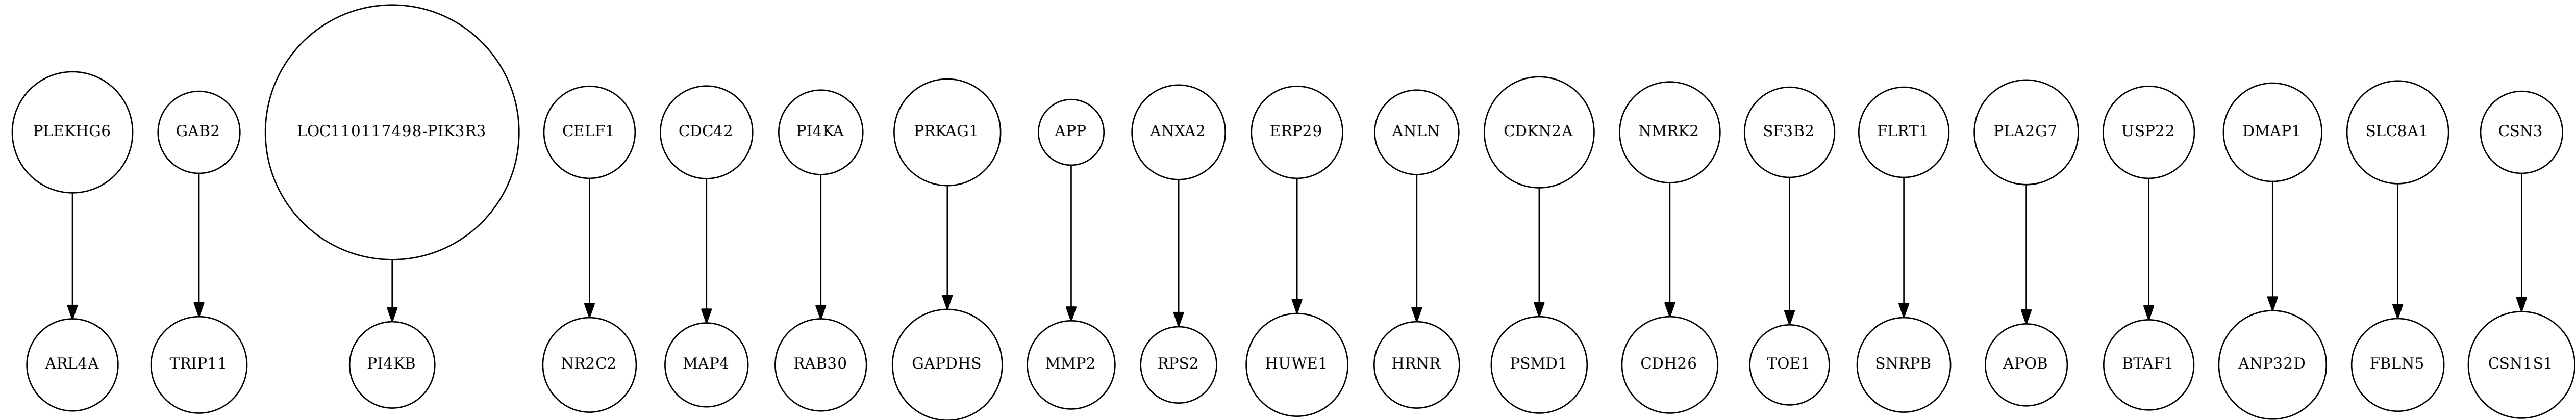 PLEKHG6 GAB2 LOC110117498-PIK3R3 CELF1 CDC42 PI4KA PRKAG1 APP ANXA2 ERP29 ANLN CDKN2A NMRK2 SF3B2 FLRT1 PLA2G7 USP22 DMAP1 SLC8A1 CSN3
ARL4A TRIP11 PI4KB NR2C2 MAP4 RAB30 GAPDHS MMP2 RPS2 HUWE1 HRNR PSMD1 CDH26 TOE1 SNRPB APOB BTAF1 ANP32D FBLN5 CSN1S1